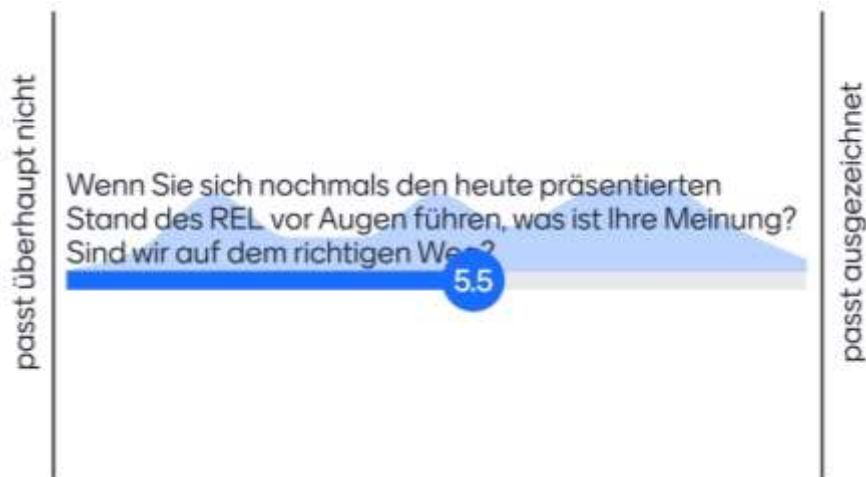 passt überhaupt nicht
Wenn Sie sich nochmals den heute präsentierten
Stand des REL vor Augen führen, was ist Ihre Meinung?
Sind wir auf dem richtigen Weg?
5.5
passt ausgezeichnet